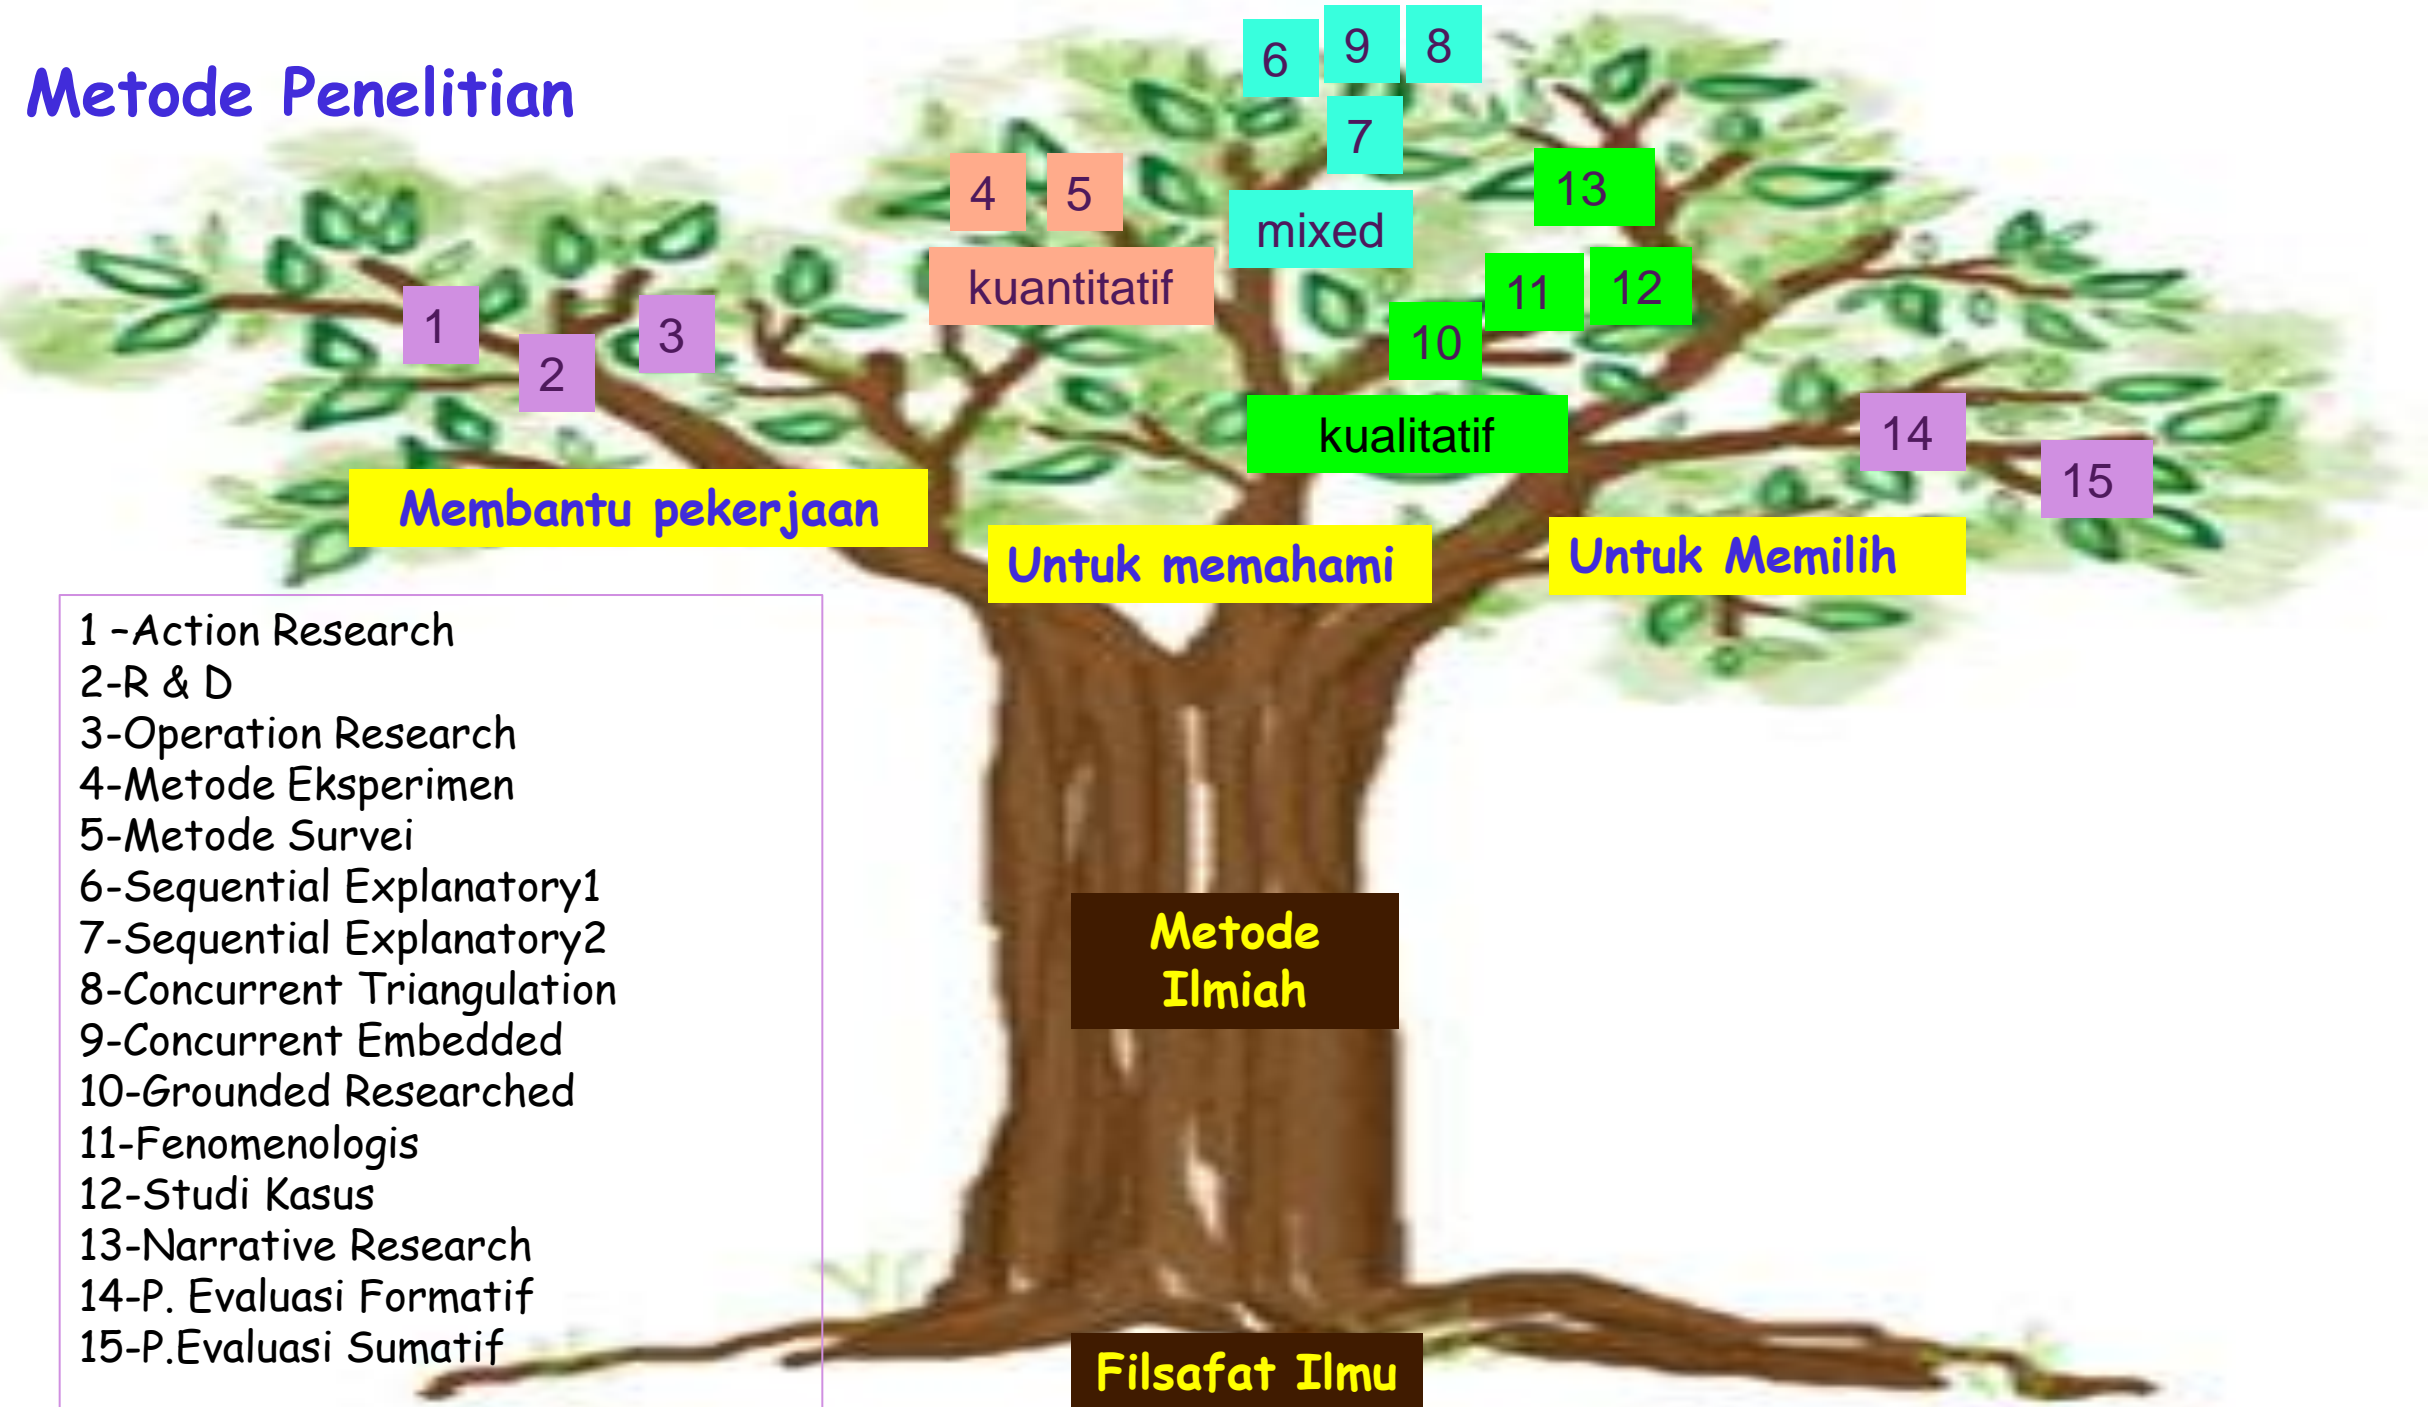 Metode Penelitian
6
9
8
7
4
5
mixed
13
kuantitatif
11
12
1
2
3
10
kualitatif
14
15
Membantu pekerjaan
Untuk memahami
Untuk Memilih
1 -Action Research
2-R & D
3-Operation Research
4-Metode Eksperimen
5-Metode Survei
6-Sequential Explanatory1
7-Sequential Explanatory2
8-Concurrent Triangulation
9-Concurrent Embedded
10-Grounded Researched
11-Fenomenologis
12-Studi Kasus
13-Narrative Research
14-P. Evaluasi Formatif
15-P.Evaluasi Sumatif
Metode
Ilmiah
Filsafat Ilmu